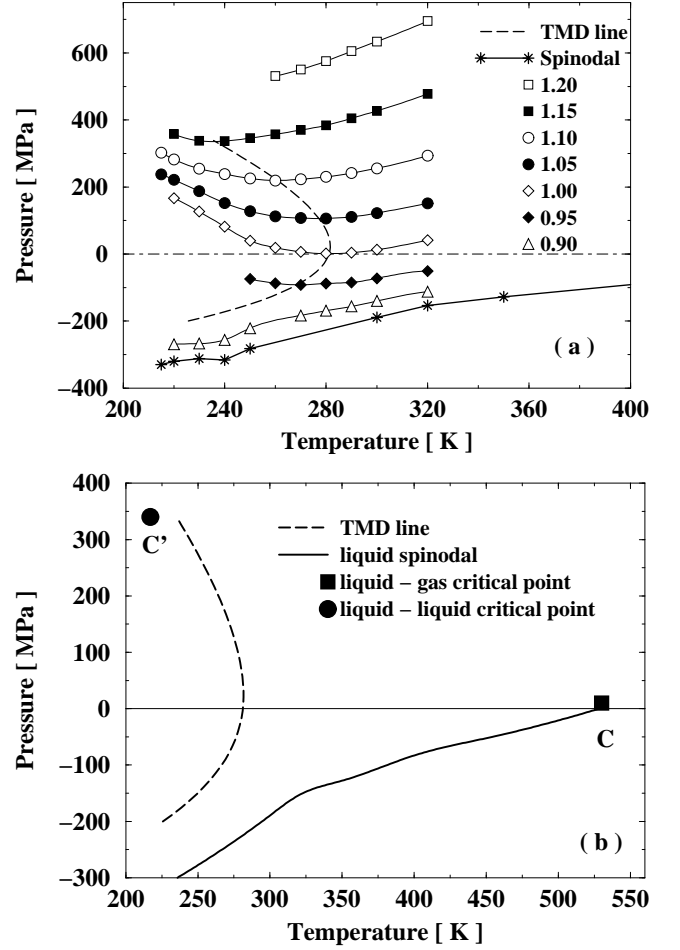 600
400
200
0
−200
−400
200
240
280
320
360
400
Pressure [ MPa]
Temperature [ K]
TMD line
Spinodal
1.20
1.15
1.10
1.05
1.00
0.95
0.90
( a )
400
300
200
100
0
−100
−200
−300
200
250
300
350
400
450
500
550
Pressure [ MPa]
Temperature [ K ]
C’
TMD line
liquid spinodal
liquid − gas critical point
liquid − liquid critical point
C
( b )